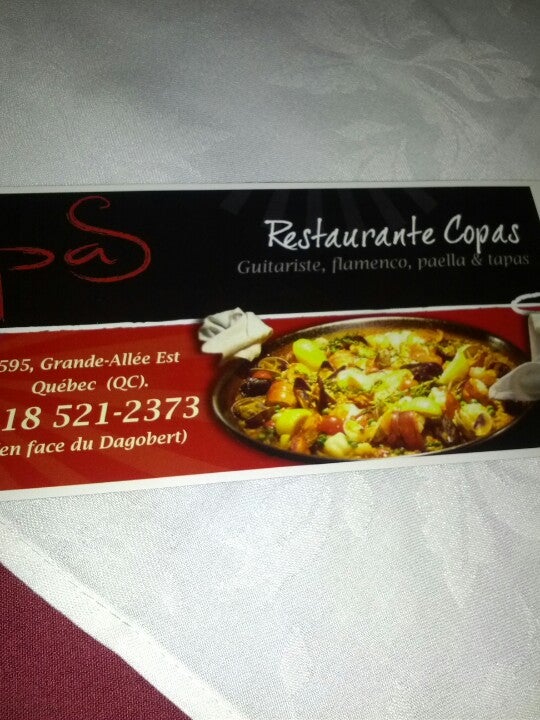 paS
Restaurante Copas
Guitariste, flamenco, paella & tapas
595, Grande-Allée Est
Québec (QC).
18 521-2373
en face du Dagobert)